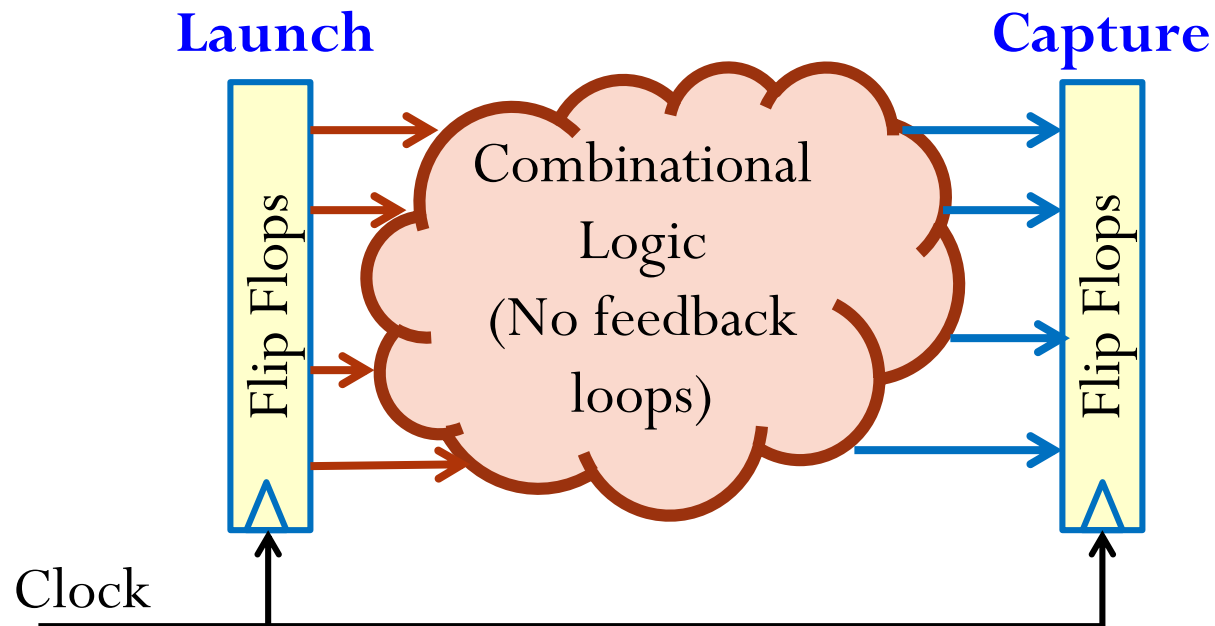 Launch
Capture
Flip Flops
Combinational
Logic
(No feedback
loops)
Flip Flops
Clock